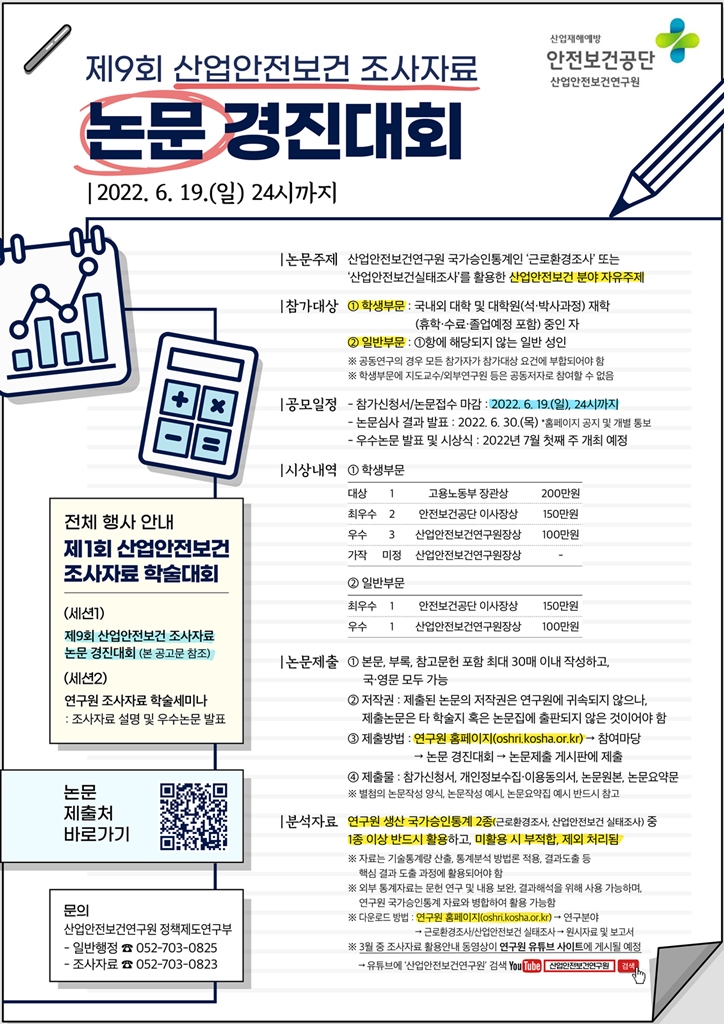 산업재해예방
안전보건공단
산업안전보건연구원
제9회 산업안전보건 조사자료
논문 경진대회
|2022. 6. 19.(일) 24시까지
|논문주제 산업안전보건연구원 국가승인통계인 '근로환경조사' 또는
'산업안전보건실태조사'를 활용한 산업안전보건 분야 자유주제
|참가대상 ① 학생부문 : 국내외 대학 및 대학원(석·박사과정) 재학
(휴학·수료·졸업예정 포함) 중인 자
② 일반부문 : ①항에 해당되지 않는 일반 성인
※ 공동연구의 경우 모든 참가자가 참가대상 요건에 부합되어야 함
※ 학생부문에 지도교수/외부연구원 등은 공동저자로 참여할 수 없음
|공모일정 - 참가신청서/논문접수 마감 : 2022. 6. 19.(일), 24시까지
- 논문심사 결과 발표 : 2022. 6. 30.(목) *홈페이지 공지 및 개별 통보
- 우수논문 발표 및 시상식 : 2022년 7월 첫째 주 개최 예정
|시상내역 ① 학생부문
대상 1 고용노동부 장관상 200만원
최우수 2 안전보건공단 이사장상 150만원
우수 3 산업안전보건연구원장상 100만원
가작 미정 산업안전보건연구원장상 -
② 일반부문
최우수 1 안전보건공단 이사장상 150만원
우수 1 산업안전보건연구원장상 100만원
|논문제출 ① 본문, 부록, 참고문헌 포함 최대 30매 이내 작성하고,
국·영문 모두 가능
② 저작권 : 제출된 논문의 저작권은 연구원에 귀속되지 않으나,
제출논문은 타 학술지 혹은 논문집에 출판되지 않은 것이어야 함
③ 제출방법 : 연구원 홈페이지(oshri.kosha.or.kr) → 참여마당
→ 논문 경진대회 → 논문제출 게시판에 제출
④ 제출물 : 참가신청서, 개인정보수집·이용동의서, 논문원본, 논문요약문
※ 별첨의 논문작성 양식, 논문작성 예시, 논문요약집 예시 반드시 참고
|분석자료 연구원 생산 국가승인통계 2종(근로환경조사, 산업안전보건 실태조사) 중
1종 이상 반드시 활용하고, 미활용 시 부적합, 제외 처리됨
※ 자료는 기술통계량 산출, 통계분석 방법론 적용, 결과도출 등
핵심 결과 도출 과정에 활용되어야 함
※ 외부 통계자료는 문헌 연구 및 내용 보완, 결과해석을 위해 사용 가능하며,
연구원 국가승인통계 자료와 병합하여 활용 가능함
※ 다운로드 방법 : 연구원 홈페이지(oshri.kosha.or.kr) → 연구분야
→ 근로환경조사/산업안전보건 실태조사 → 원시자료 및 보고서
※ 3월 중 조사자료 활용안내 동영상이 연구원 유튜브 사이트에 게시될 예정
→ 유튜브에 '산업안전보건연구원' 검색 YouTube 산업안전보건연구원 검색
전체 행사 안내
제1회 산업안전보건
조사자료 학술대회
(세션1)
제9회 산업안전보건 조사자료
논문 경진대회 (본 공고문 참조)
(세션2)
연구원 조사자료 학술세미나
: 조사자료 설명 및 우수논문 발표
논문
제출처
바로가기
문의
산업안전보건연구원 정책제도연구부
- 일반행정 ☎ 052-703-0825
- 조사자료 ☎ 052-703-0823